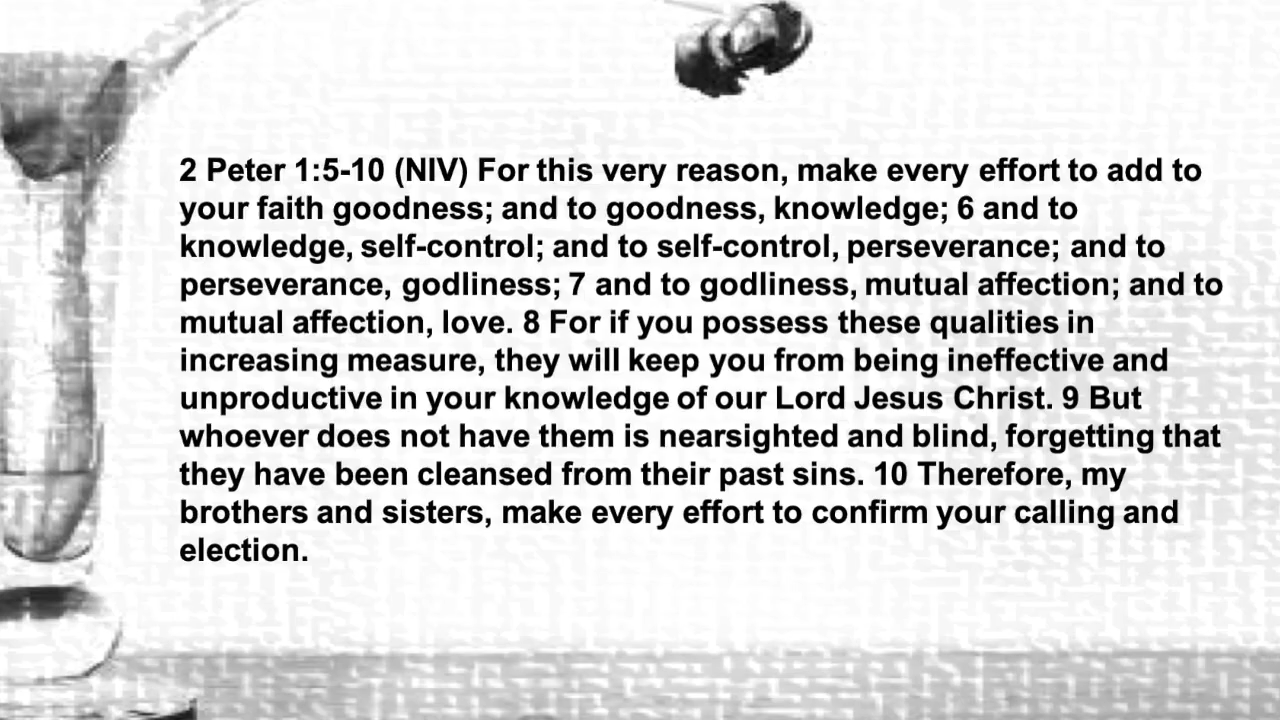 2 Peter 1:5-10 (NIV) For this very reason, make every effort to add to
your faith goodness; and to goodness, knowledge; 6 and to
knowledge, self-control; and to self-control, perseverance; and to
perseverance, godliness; 7 and to godliness, mutual affection; and to
mutual affection, love. 8 For if you possess these qualities in
increasing measure, they will keep you from being ineffective and
unproductive in your knowledge of our Lord Jesus Christ. 9 But
whoever does not have them is nearsighted and blind, forgetting that
they have been cleansed from their past sins. 10 Therefore, my
brothers and sisters, make every effort to confirm your calling and
election.